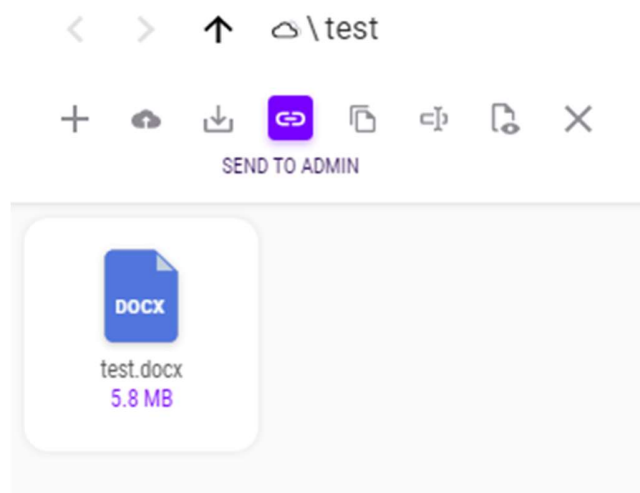 \ test
SEND TO ADMIN
DOCX
test.docx
5.8 MB